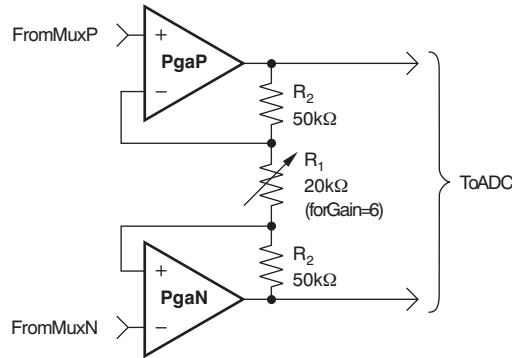 FromMuxP
+
PgaP
−
R2
50kΩ
R1
20kΩ
(forGain=6)
ToADC
R2
50kΩ
+
PgaN
−
FromMuxN